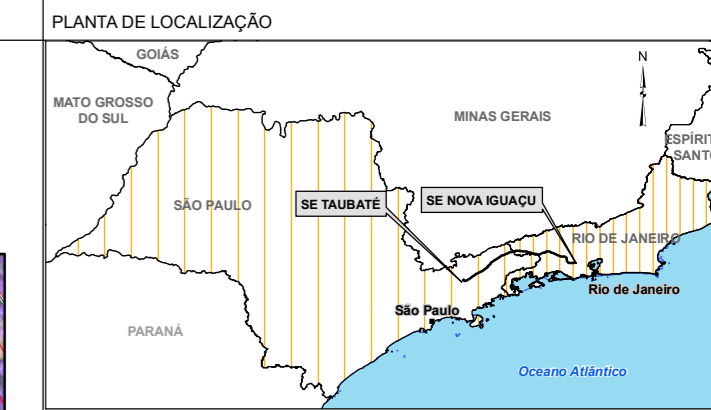 PLANTA DE LOCALIZAÇÃO
GOIÁS
N
MATO GROSSO
DO SUL
MINAS GERAIS
ESPÍRIT
SANTO
SÃO PAULO
SE TAUBATÉ
SE NOVA IGUAÇU
RIO DE JANEIRO
Rio de Janeiro
São Paulo
PARANÁ
Oceano Atlântico